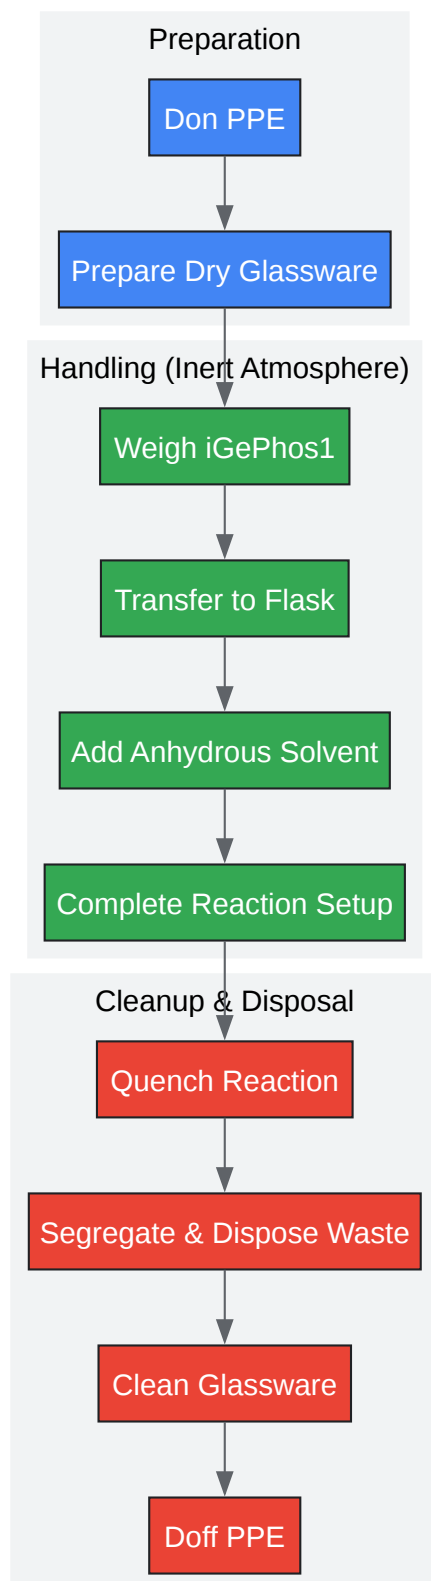 Preparation
Don PPE
Prepare Dry Glassware
Handling (Inert Atmosphere)
Weigh iGePhos1
Transfer to Flask
Add Anhydrous Solvent
Complete Reaction Setup
Cleanup & Disposal
Quench Reaction
Segregate & Dispose Waste
Clean Glassware
Doff PPE